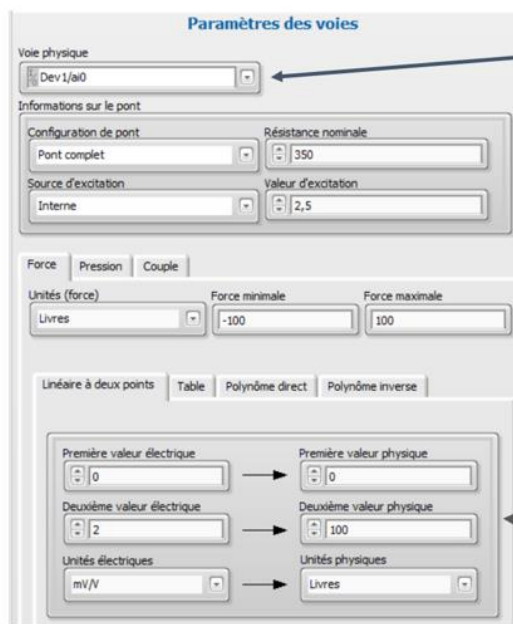 Paramètres des voies
Voie physique
Dev1/ai0
Informations sur le pont
Configuration de pont Résistance nominale
Pont complet 350
Source d'excitation Valeur d'excitation
Interne 2,5
Force Pression Couple
Unités (force) Force minimale Force maximale
Livres -100 100
Linéaire à deux points Table Polynôme direct Polynôme inverse
Première valeur électrique Première valeur physique
0 0
Deuxième valeur électrique Deuxième valeur physique
2 100
Unités électriques Unités physiques
mV/V Livres